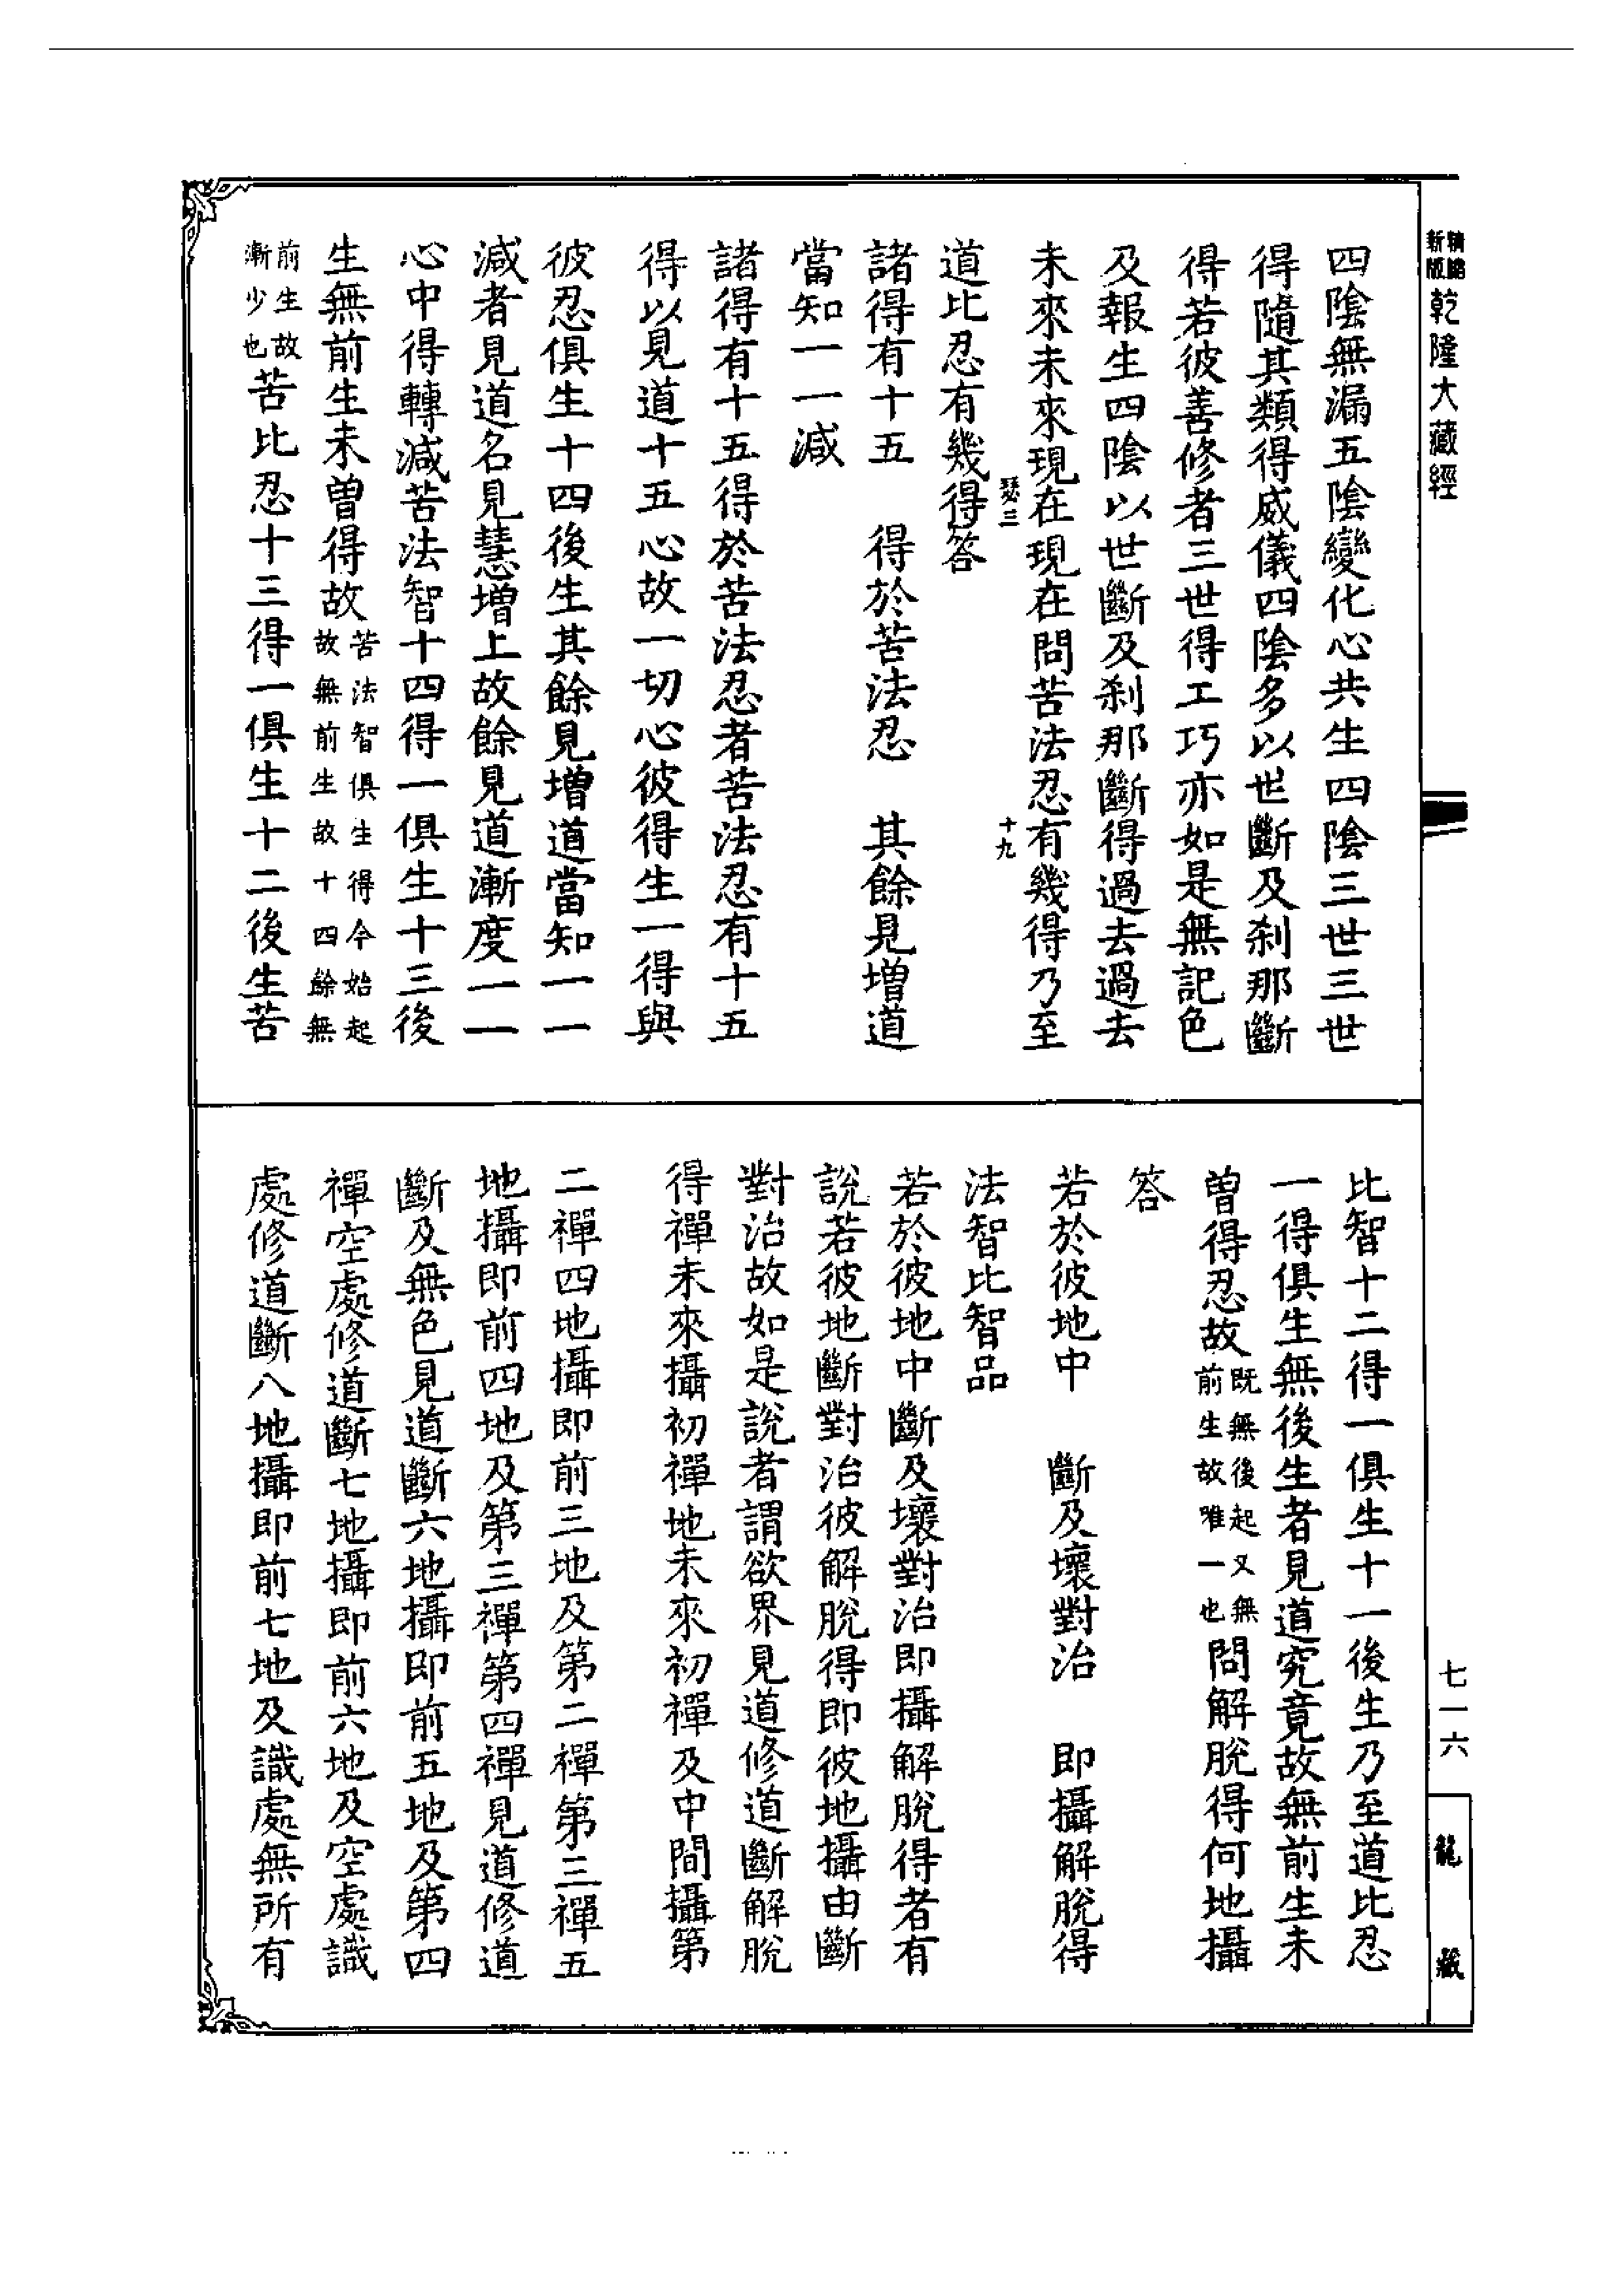 精縮新版乾隆大藏經
四陰無漏五陰變化心共生四陰三世三世
得隨其類得威儀四陰多以世斷及刹那斷
得若彼善修者三世得工巧亦如是無記色
及報生四陰以世斷及刹那斷得過去過去
未來未來現在現在問苦法忍有幾得乃至
瑟三
十九
道比忍有幾得答
諸得有十五　得於苦法忍　其餘見增道
當知一一減
諸得有十五得於苦法忍者苦法忍有十五
得以見道十五心故一切心彼得生一得與
彼忍俱生十四後生其餘見增道當知一一
減者見道名見慧增上故餘見道漸度一一
心中得轉減苦法智十四得一俱生十三後
生無前生未曾得故苦法智俱生得今始起故無前生故十四餘無
前生故漸少也苦比忍十三得一俱生十二後生苦
比智十二得一俱生十一後生乃至道比忍
一得俱生無後生者見道究竟故無前生未
曾得忍故既無後起又無前生故唯一也問解脫得何地攝
答
若於彼地中　斷及壞對治　即攝解脫得
法智比智品
若於彼地中斷及壞對治即攝解脫得者有
說若彼地斷對治彼解脫得即彼地攝由斷
對治故如是說者謂欲界見道修道斷解脫
得禪未來攝初禪地未來初禪及中間攝第
二禪四地攝即前三地及第二禪第三禪五
地攝即前四地及第三禪第四禪見道修道
斷及無色見道斷六地攝即前五地及第四
禪空處修道斷七地攝即前六地及空處識
處修道斷八地攝即前七地及識處無所有
七一六
龍藏